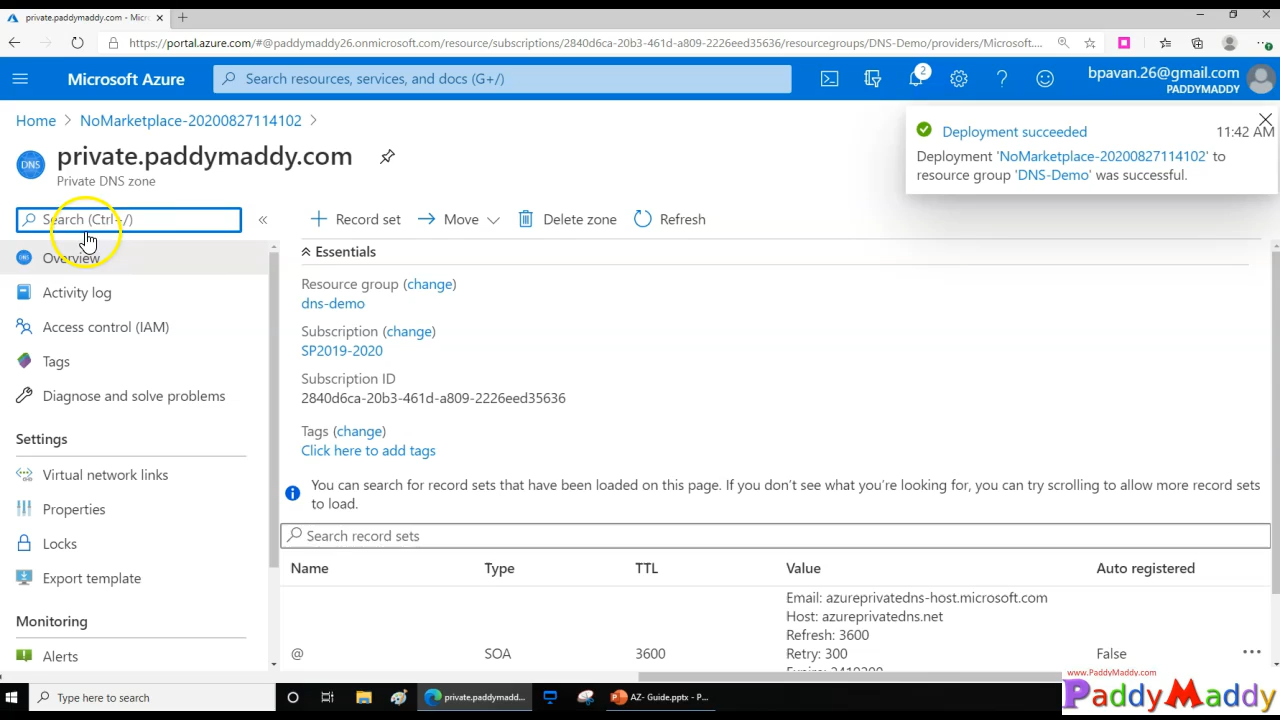 private.paddymaddy.com - Micr
https://portal.azure.com/#@paddymaddy26.onmicrosoft.com/resource/subscriptions/2840d6ca-20b3-461d-a809-2226eed35636/resourcegroups/DNS-Demo/providers/Microsoft....
Microsoft Azure
Search resources, services, and docs (G+/)
2
bpavan.26@gmail.com
PADDYMADDY
Home > NoMarketplace-20200827114102 >
Deployment succeeded 11:42 AM
Deployment 'NoMarketplace-20200827114102' to
resource group 'DNS-Demo' was successful.
DNS
private.paddymaddy.com
Private DNS zone
Search (Ctrl+/)
«
Record set
Move
Delete zone
Refresh
Overview
Activity log
Access control (IAM)
Tags
Diagnose and solve problems
Settings
Virtual network links
Properties
Locks
Export template
Monitoring
Alerts
Essentials
Resource group (change)
dns-demo
Subscription (change)
SP2019-2020
Subscription ID
2840d6ca-20b3-461d-a809-2226eed35636
Tags (change)
Click here to add tags
You can search for record sets that have been loaded on this page. If you don't see what you're looking for, you can try scrolling to allow more record sets
to load.
Search record sets
Name Type TTL Value Auto registered
Email: azureprivatedns-host.microsoft.com
Host: azureprivatedns.net
Refresh: 3600
Retry: 300
@ SOA 3600 False
www.PaddyMaddy.com
PaddyMaddy
Type here to search
private.paddymadd...
AZ- Guide.pptx - P...